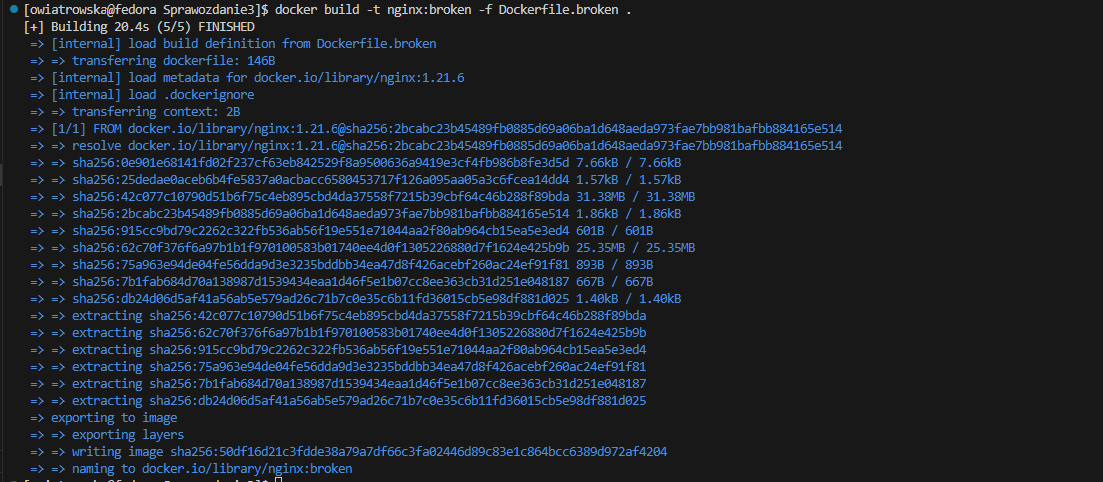 [owiatrowska@fedora Sprawozdanie3]$ docker build -t nginx:broken -f Dockerfile.broken .
[+] Building 20.4s (5/5) FINISHED
=> [internal] load build definition from Dockerfile.broken
=> => transferring dockerfile: 146B
=> [internal] load metadata for docker.io/library/nginx:1.21.6
=> [internal] load .dockerignore
=> => transferring context: 2B
=> [1/1] FROM docker.io/library/nginx:1.21.6@sha256:2bcabc23b45489fb0885d69a06ba1d648aeda973fae7bb981bafbb884165e514
=> => resolve docker.io/library/nginx:1.21.6@sha256:2bcabc23b45489fb0885d69a06ba1d648aeda973fae7bb981bafbb884165e514
=> => sha256:0e901e68141fd02f237cf63eb842529f8a9500636a9419e3cf4fb986b8fe3d5d 7.66kB / 7.66kB
=> => sha256:25dedae0aceb6b4fe5837a0acbacc6580453717f126a095aa05a3c6fcea14dd4 1.57kB / 1.57kB
=> => sha256:42c077c10790d51b6f75c4eb895cbd4da37558f7215b39cbf64c46b288f89bda 31.38MB / 31.38MB
=> => sha256:2bcabc23b45489fb0885d69a06ba1d648aeda973fae7bb981bafbb884165e514 1.86kB / 1.86kB
=> => sha256:915cc9bd79c2262c322fb536ab56f19e551e71044aa2f80ab964cb15ea5e3ed4 601B / 601B
=> => sha256:62c70f376f6a97b1b1f970100583b01740ee4d0f1305226880d7f1624e425b9b 25.35MB / 25.35MB
=> => sha256:75a963e94de04fe56dda9d3e3235bddbb34ea47d8f426acebf260ac24ef91f81 893B / 893B
=> => sha256:7b1fab684d70a138987d1539434eaa1d46f5e1b07cc8ee363cb31d251e048187 667B / 667B
=> => sha256:db24d06d5af41a56ab5e579ad26c71b7c0e35c6b11fd36015cb5e98df881d025 1.40kB / 1.40kB
=> => extracting sha256:42c077c10790d51b6f75c4eb895cbd4da37558f7215b39cbf64c46b288f89bda
=> => extracting sha256:62c70f376f6a97b1b1f970100583b01740ee4d0f1305226880d7f1624e425b9b
=> => extracting sha256:915cc9bd79c2262c322fb536ab56f19e551e71044aa2f80ab964cb15ea5e3ed4
=> => extracting sha256:75a963e94de04fe56dda9d3e3235bddbb34ea47d8f426acebf260ac24ef91f81
=> => extracting sha256:7b1fab684d70a138987d1539434eaa1d46f5e1b07cc8ee363cb31d251e048187
=> => extracting sha256:db24d06d5af41a56ab5e579ad26c71b7c0e35c6b11fd36015cb5e98df881d025
=> exporting to image
=> => exporting layers
=> => writing image sha256:50df16d21c3fdde38a79a7df66c3fa02446d89c83e1c864bcc6389d972af4204
=> => naming to docker.io/library/nginx:broken